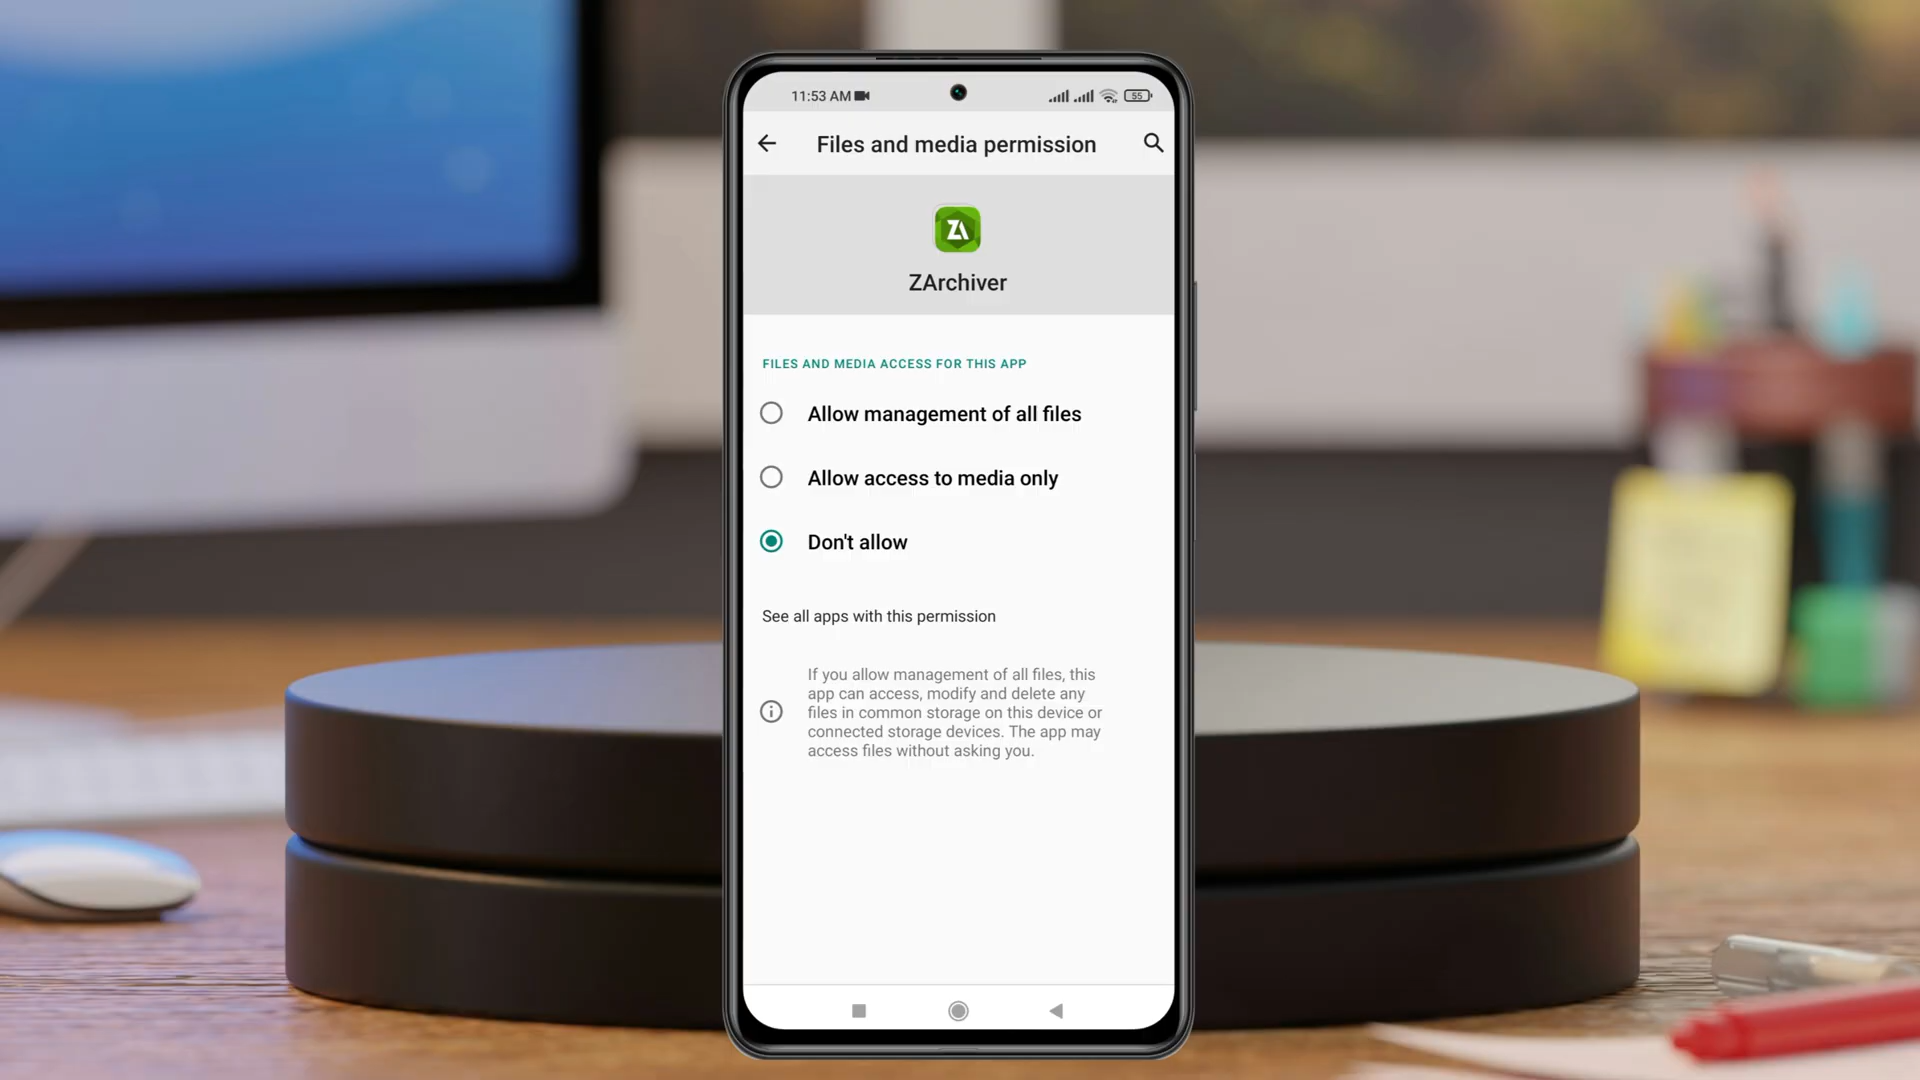 11:53 AM
55
Files and media permission
ZA
ZArchiver
FILES AND MEDIA ACCESS FOR THIS APP
Allow management of all files
Allow access to media only
Don't allow
See all apps with this permission
If you allow management of all files, this
app can access, modify and delete any
files in common storage on this device or
connected storage devices. The app may
access files without asking you.